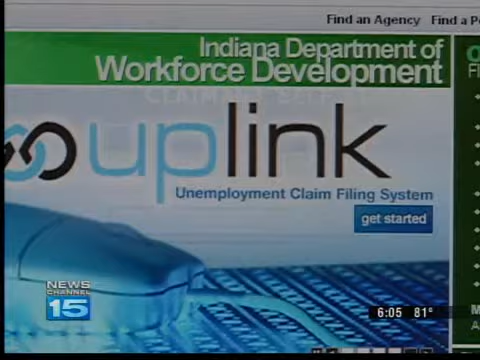 Find an Agency Find a P
Indiana Department of
Workforce Development
uplink
Unemployment Claim Filing System
get started
NEWS
CHANNEL
15
6:05 81°